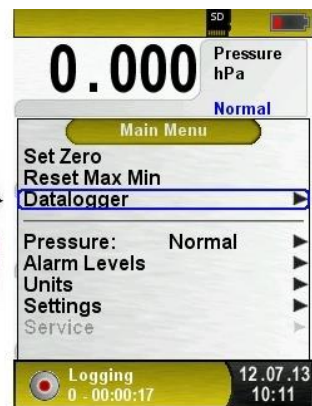 SD
0.000
Pressure
hPa
Normal
Main Menu
Set Zero
Reset Max Min
Datalogger
Pressure: Normal
Alarm Levels
Units
Settings
Service
Logging
0 - 00:00:17
12.07.13
10:11